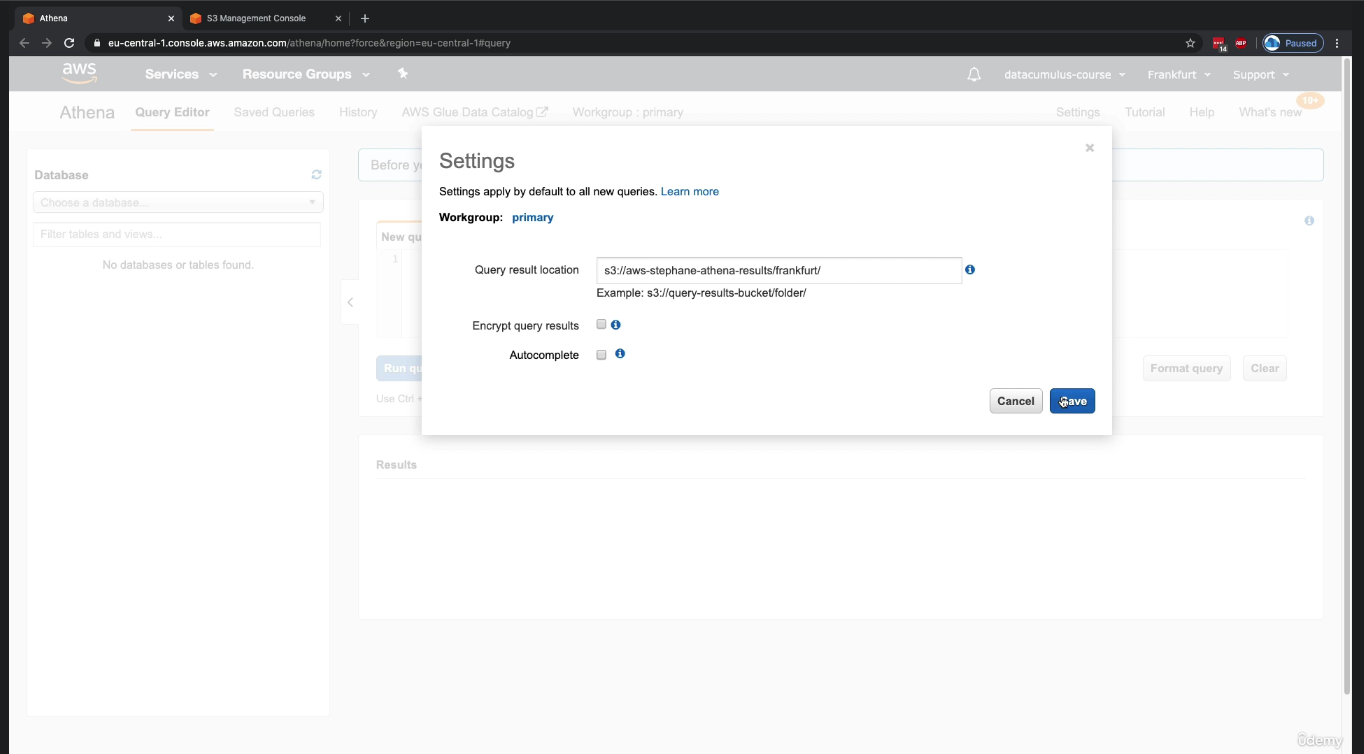 Athena
S3 Management Console
eu-central-1.console.aws.amazon.com/athena/home?force&region=eu-central-1#query
14
ABP
Paused
aws
Services
Resource Groups
datacumulus-course
Frankfurt
Support
Athena
Query Editor
Saved Queries
History
AWS Glue Data Catalog
Workgroup : primary
Settings
Tutorial
Help
What's new
10+
Database
Choose a database...
Filter tables and views...
No databases or tables found.
Before
New
1
Run
Use Ctrl +
Format query
Clear
Results
Settings
Settings apply by default to all new queries. Learn more
Workgroup: primary
Query result location
s3://aws-stephane-athena-results/frankfurt/
Example: s3://query-results-bucket/folder/
Encrypt query results
Autocomplete
Cancel
Save
Udemy